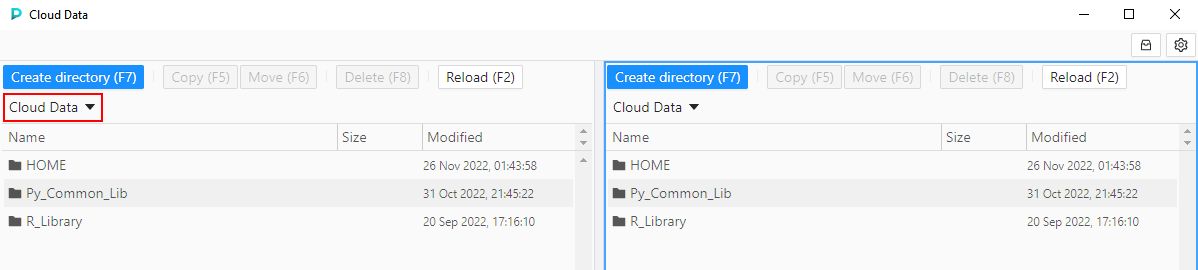 Cloud Data
Create directory (F7) Copy (F5) Move (F6) Delete (F8) Reload (F2) Create directory (F7) Copy (F5) Move (F6) Delete (F8) Reload (F2)
Cloud Data Cloud Data
Name Size Modified Name Size Modified
HOME 26 Nov 2022, 01:43:58 HOME 26 Nov 2022, 01:43:58
Py_Common_Lib 31 Oct 2022, 21:45:22 Py_Common_Lib 31 Oct 2022, 21:45:22
R_Library 20 Sep 2022, 17:16:10 R_Library 20 Sep 2022, 17:16:10